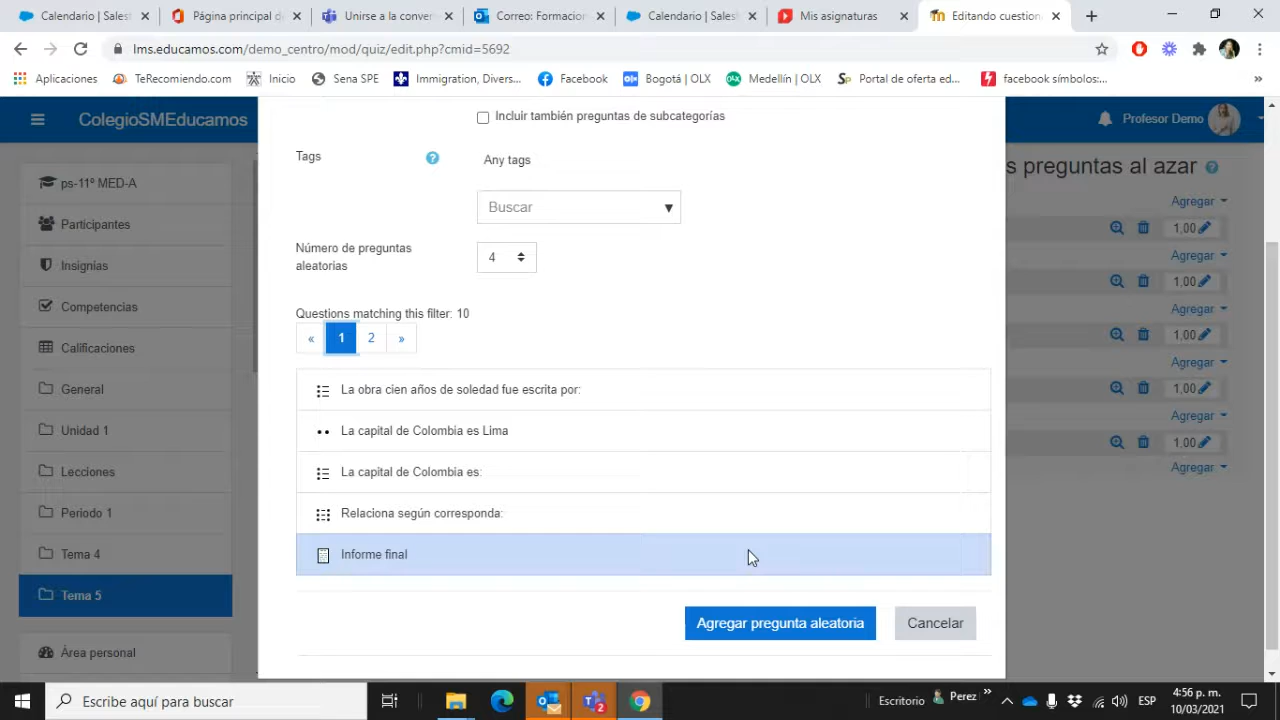 Calendario | Salest
Página principal d
Unirse a la conver
Correo: Formacion
Calendario | Salest
Mis asignaturas
Editando cuestion
lms.educamos.com/demo_centro/mod/quiz/edit.php?cmid=5692
Aplicaciones
TeRecomiendo.com
Inicio
Sena SPE
Immigration, Divers...
Facebook
Bogotá | OLX
Medellín | OLX
Portal de oferta ed...
facebook símbolos:...
»
ColegioSMEducamos
Profesor Demo
Incluir también preguntas de subcategorías
Tags
Any tags
s preguntas al azar
Buscar
Número de preguntas
aleatorias
4
Questions matching this filter: 10
« 1 2 »
La obra cien años de soledad fue escrita por:
La capital de Colombia es Lima
La capital de Colombia es:
Relaciona según corresponda:
Informe final
Agregar pregunta aleatoria
Cancelar
ps-11º MED-A
Participantes
Insignías
Competencias
Calificaciones
General
Unidad 1
Lecciones
Periodo 1
Tema 4
Tema 5
Área personal
Agregar
1,00
Agregar
1,00
Agregar
1,00
Agregar
1,00
Agregar
1,00
Agregar
Escribe aquí para buscar
2
Escritorio
Perez
»
ESP
4:56 p. m.
10/03/2021